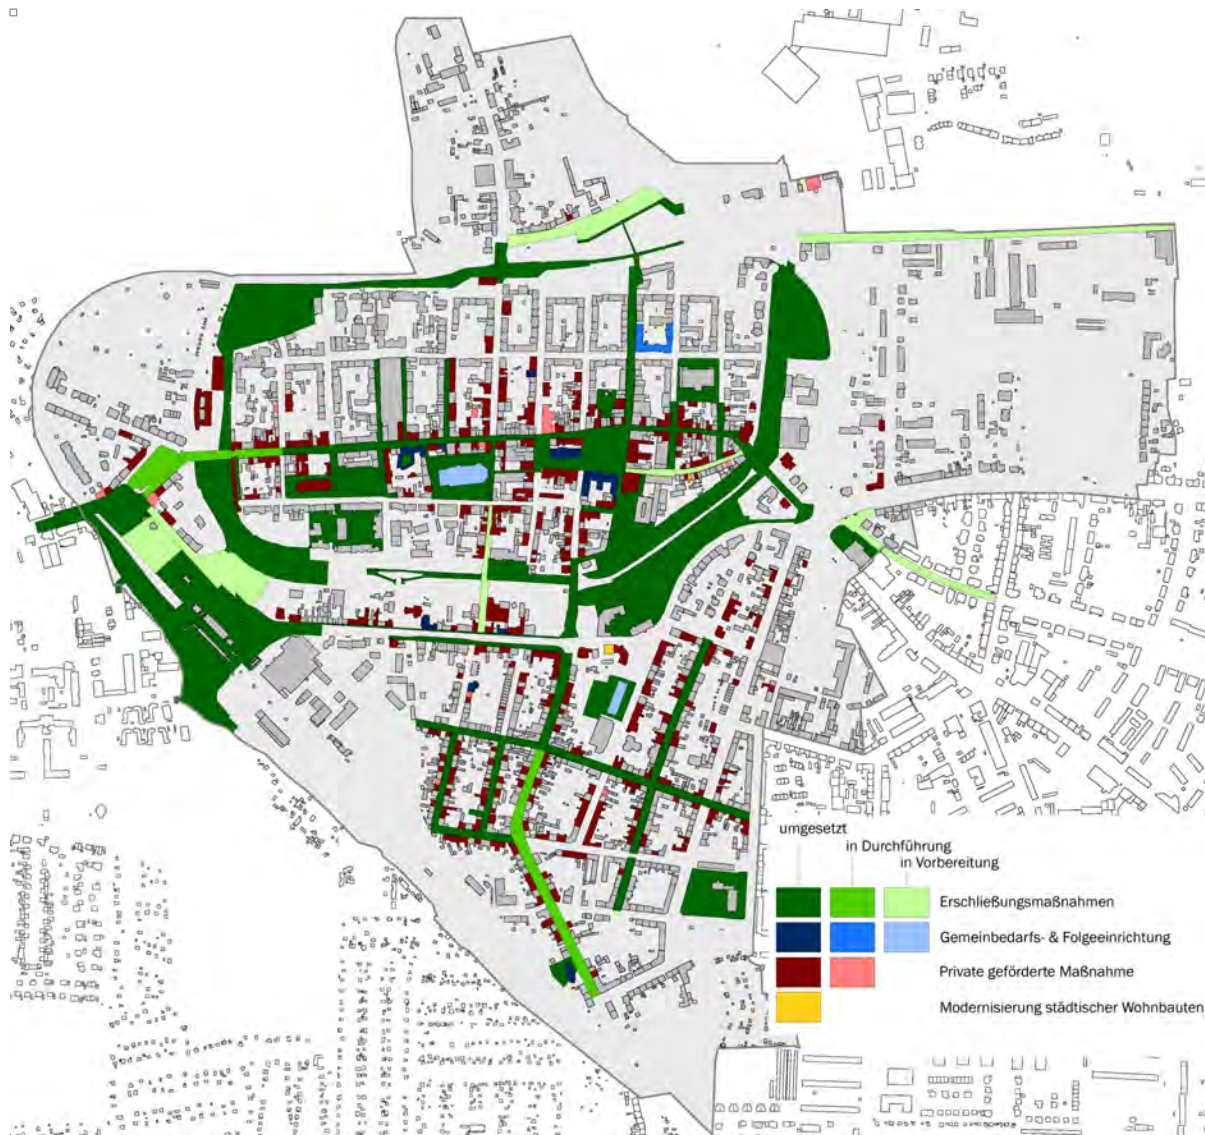 umgesetzt
in Durchführung
in Vorbereitung
Erschließungsmaßnahmen
Gemeinbedarfs- & Folgeeinrichtung
Private geförderte Maßnahme
Modernisierung städtischer Wohnbauten